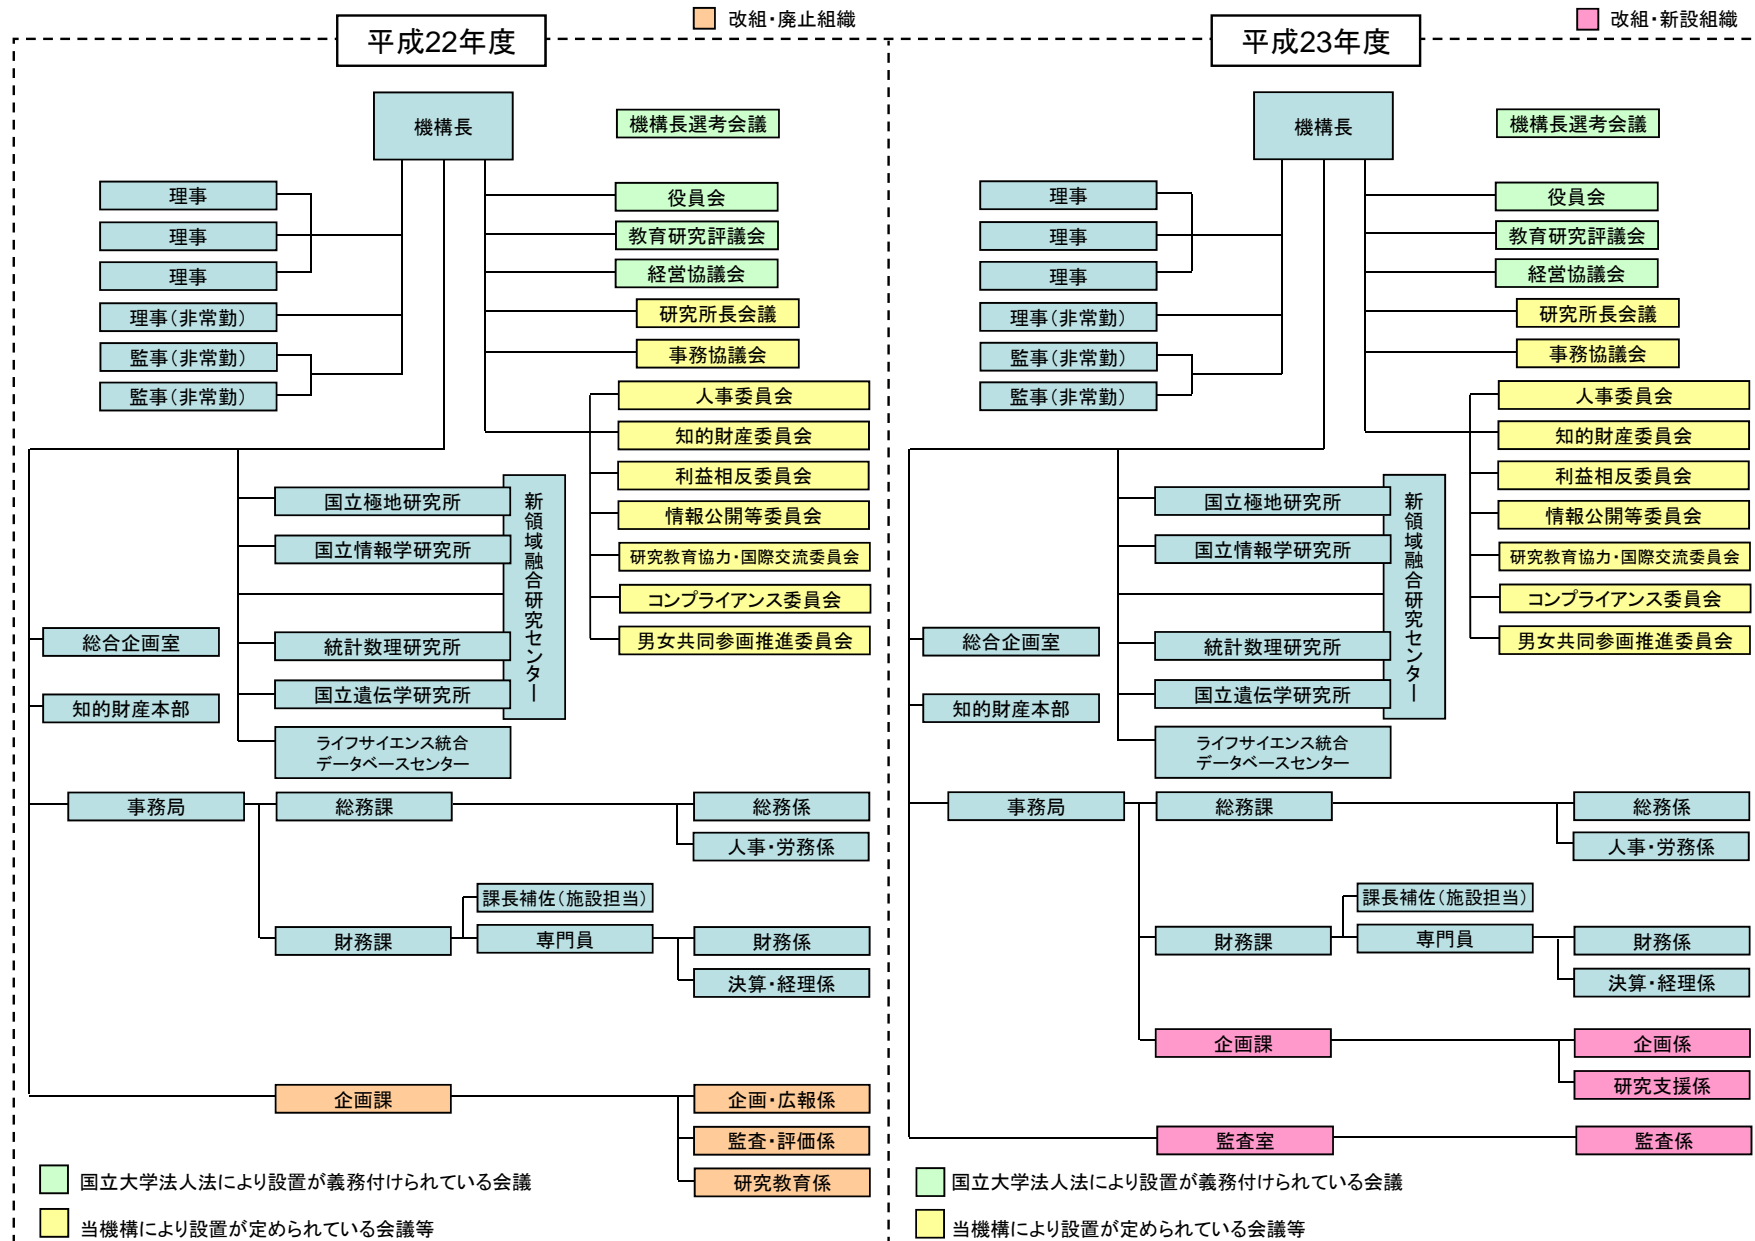 改組・廃止組織
平成22年度
機構長
機構長選考会議
理事
理事
理事
理事（非常勤）
監事（非常勤）
監事（非常勤）
役員会
教育研究評議会
経営協議会
研究所長会議
事務協議会
人事委員会
知的財産委員会
利益相反委員会
情報公開等委員会
研究教育協力・国際交流委員会
コンプライアンス委員会
男女共同参画推進委員会
国立極地研究所
国立情報学研究所
統計数理研究所
国立遺伝学研究所
新領域融合研究センター
ライフサイエンス統合
データベースセンター
総合企画室
知的財産本部
事務局
総務課
総務係
人事・労務係
課長補佐（施設担当）
財務課
専門員
財務係
決算・経理係
企画課
企画・広報係
監査・評価係
研究教育係
国立大学法人法により設置が義務付けられている会議
当機構により設置が定められている会議等
改組・新設組織
平成23年度
機構長
機構長選考会議
理事
理事
理事
理事（非常勤）
監事（非常勤）
監事（非常勤）
役員会
教育研究評議会
経営協議会
研究所長会議
事務協議会
人事委員会
知的財産委員会
利益相反委員会
情報公開等委員会
研究教育協力・国際交流委員会
コンプライアンス委員会
男女共同参画推進委員会
国立極地研究所
国立情報学研究所
統計数理研究所
国立遺伝学研究所
新領域融合研究センター
ライフサイエンス統合
データベースセンター
総合企画室
知的財産本部
事務局
総務課
総務係
人事・労務係
課長補佐（施設担当）
財務課
専門員
財務係
決算・経理係
企画課
企画係
研究支援係
監査室
監査係
国立大学法人法により設置が義務付けられている会議
当機構により設置が定められている会議等